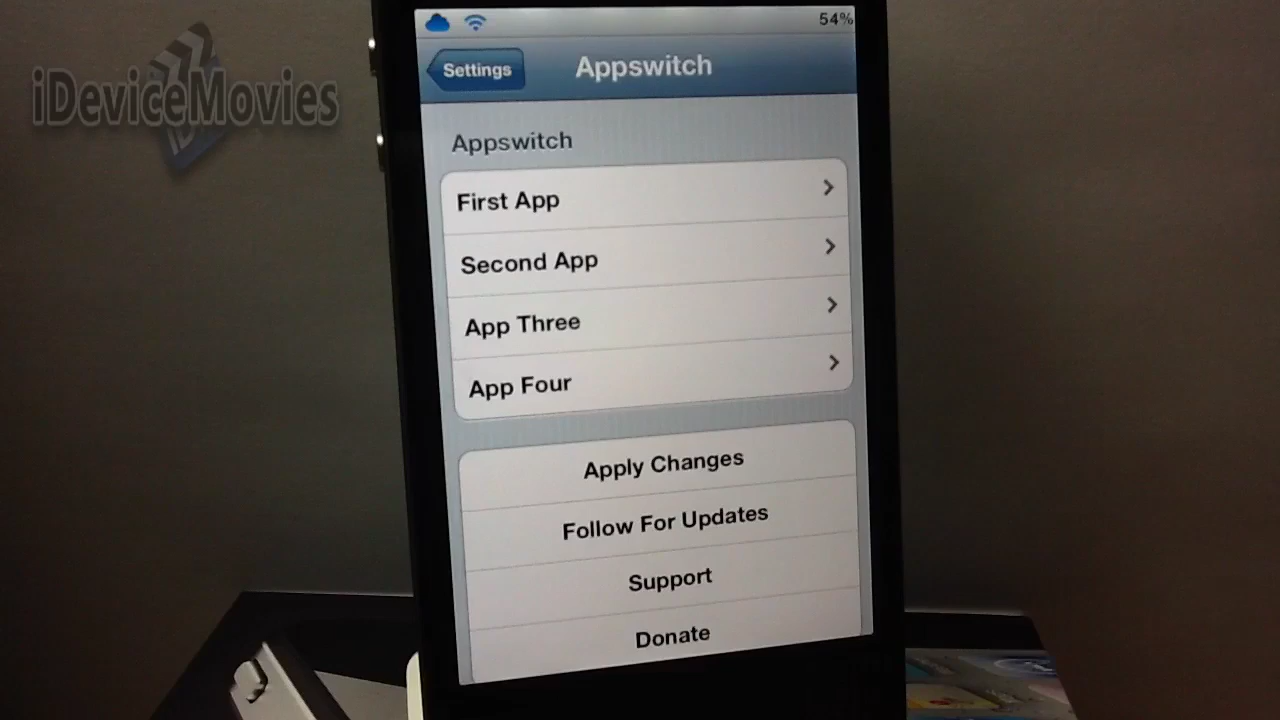 iDeviceMovies
54%
Settings
Appswitch
Appswitch
First App
Second App
App Three
App Four
Apply Changes
Follow For Updates
Support
Donate